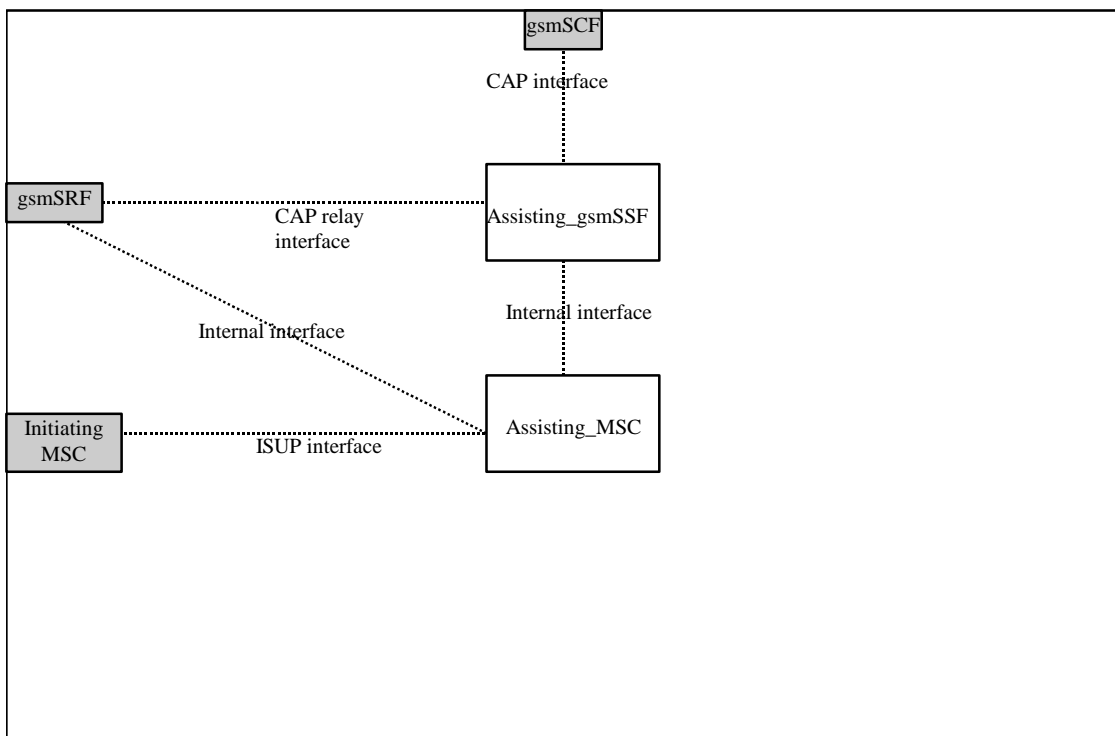 gsmSCF
CAP interface
gsmSRF
CAP relay
interface
Assisting_gsmSSF
Internal interface
Internal interface
Initiating
MSC
ISUP interface
Assisting_MSC